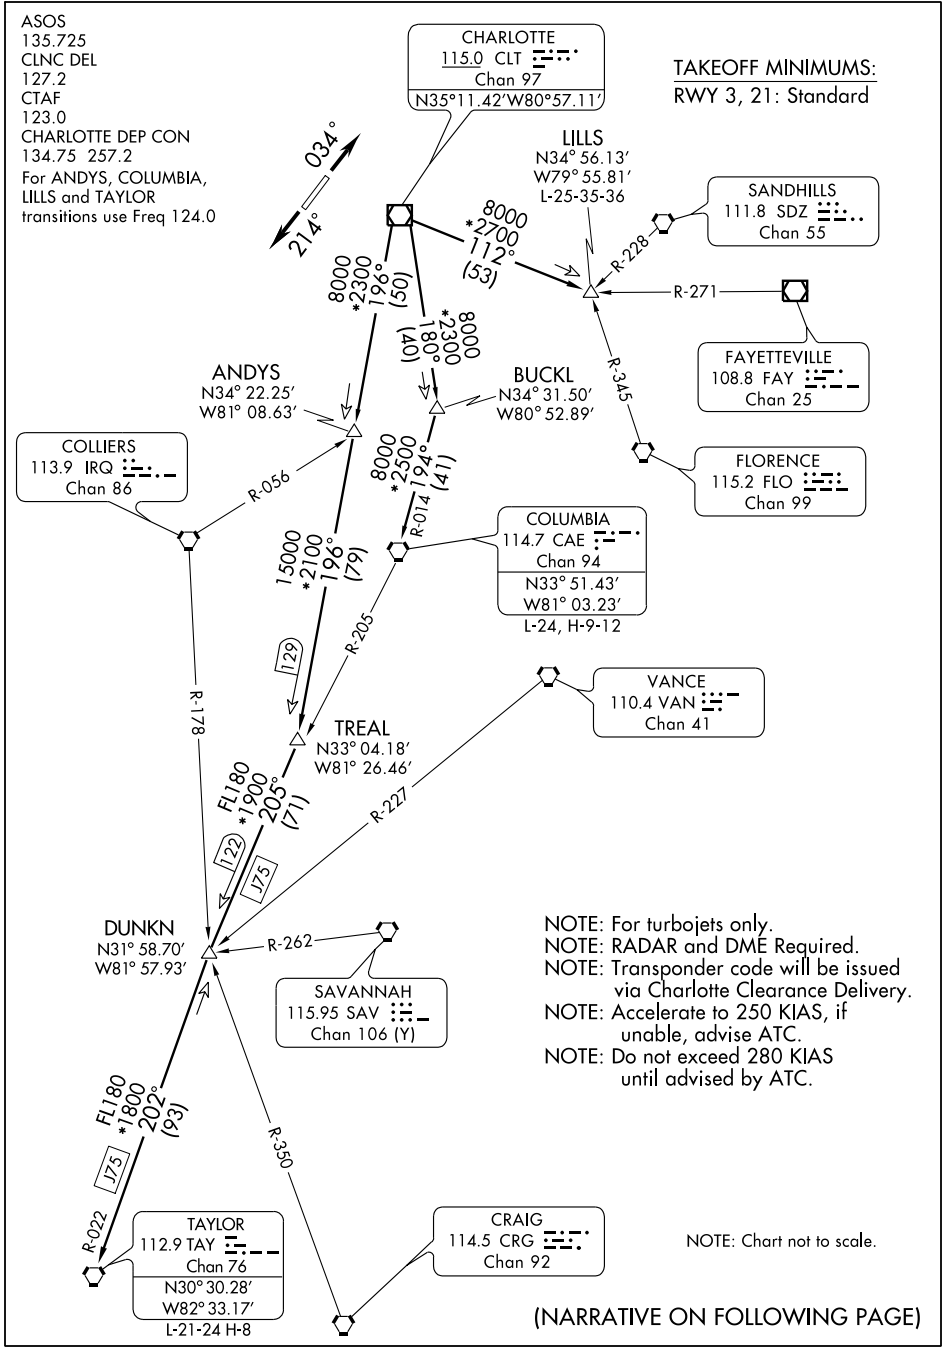 ASOS
135.725
CLNC DEL
127.2
CTAF
123.0
CHARLOTTE DEP CON
134.75 257.2
For ANDYS, COLUMBIA,
LILLS and TAYLOR
transitions use Freq 124.0
034°
214°
CHARLOTTE
115.0 CLT
Chan 97
N35°11.42'W80°57.11'
TAKEOFF MINIMUMS:
RWY 3, 21: Standard
LILLS
N34° 56.13'
W79° 55.81'
L-25-35-36
SANDHILLS
111.8 SDZ
Chan 55
R-228
8000
*2700
112°
(53)
R-271
FAYETTEVILLE
108.8 FAY
Chan 25
R-345
FLORENCE
115.2 FLO
Chan 99
8000
*2300
196°
(50)
8000
*2300
180°
(40)
ANDYS
N34° 22.25'
W81° 08.63'
BUCKL
N34° 31.50'
W80° 52.89'
COLLIERS
113.9 IRQ
Chan 86
R-056
8000
*2500
194°
(41)
R-014
COLUMBIA
114.7 CAE
Chan 94
N33° 51.43'
W81° 03.23'
L-24, H-9-12
15000
*2100
196°
(79)
R-205
129
R-178
VANCE
110.4 VAN
Chan 41
TREAL
N33° 04.18'
W81° 26.46'
R-227
FL180
*1900
205°
(71)
122
J75
DUNKN
N31° 58.70'
W81° 57.93'
R-262
SAVANNAH
115.95 SAV
Chan 106 (Y)
NOTE: For turbojets only.
NOTE: RADAR and DME Required.
NOTE: Transponder code will be issued
via Charlotte Clearance Delivery.
NOTE: Accelerate to 250 KIAS, if
unable, advise ATC.
NOTE: Do not exceed 280 KIAS
until advised by ATC.
FL180
*1800
202°
(93)
J75
R-350
R-022
TAYLOR
112.9 TAY
Chan 76
N30° 30.28'
W82° 33.17'
L-21-24 H-8
CRAIG
114.5 CRG
Chan 92
NOTE: Chart not to scale.
(NARRATIVE ON FOLLOWING PAGE)